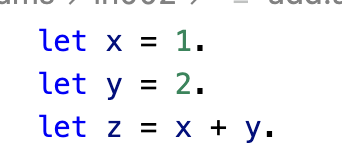 let x = 1.
let y = 2.
let z = x + y.